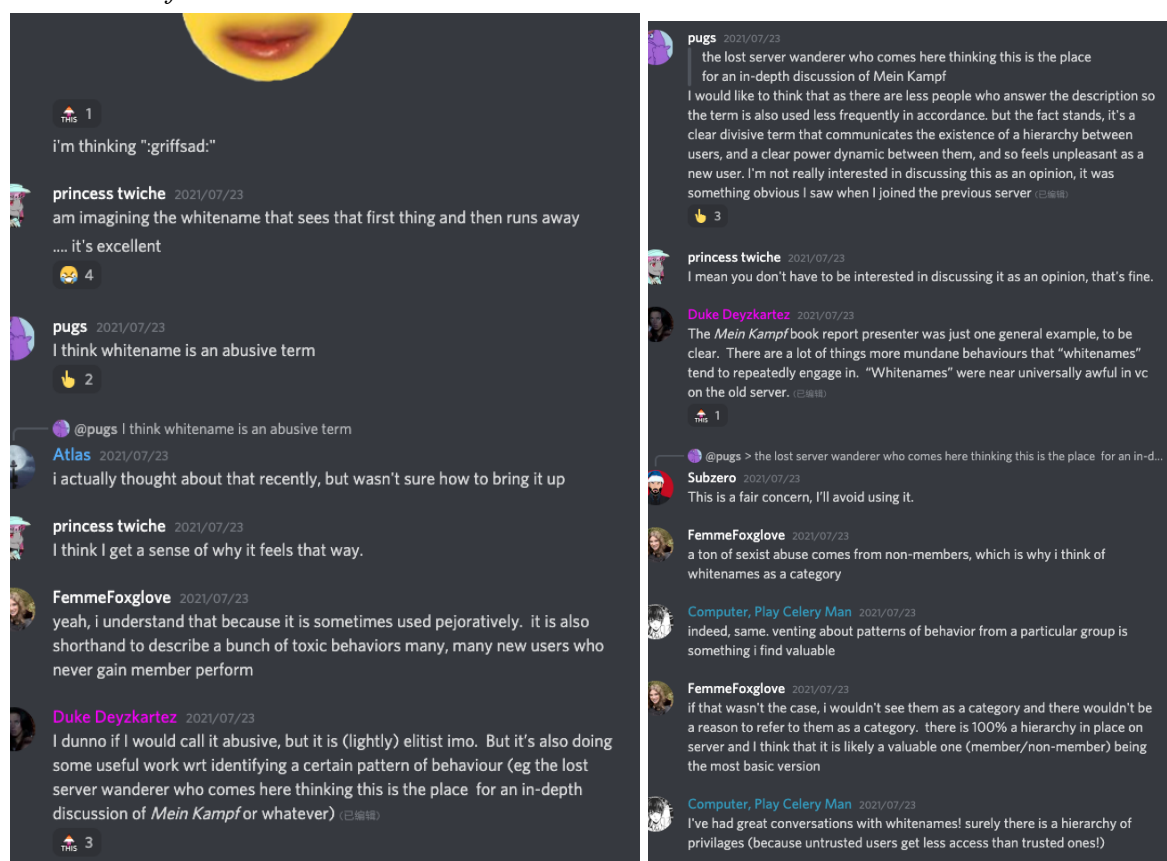 THIS 1
i'm thinking ":griffsad:"
princess twiche 2021/07/23
am imagining the whitename that sees that first thing and then runs away
.... it's excellent
4
pugs 2021/07/23
I think whitename is an abusive term
2
@pugs I think whitename is an abusive term
Atlas 2021/07/23
i actually thought about that recently, but wasn't sure how to bring it up
princess twiche 2021/07/23
I think I get a sense of why it feels that way.
FemmeFoxglove 2021/07/23
yeah, i understand that because it is sometimes used pejoratively. it is also
shorthand to describe a bunch of toxic behaviors many, many new users who
never gain member perform
Duke Deyzkartez 2021/07/23
I dunno if I would call it abusive, but it is (lightly) elitist imo. But it's also doing
some useful work wrt identifying a certain pattern of behaviour (eg the lost
server wanderer who comes here thinking this is the place for an in-depth
discussion of Mein Kampf or whatever) (已编辑)
THIS 3
pugs 2021/07/23
the lost server wanderer who comes here thinking this is the place
for an in-depth discussion of Mein Kampf
I would like to think that as there are less people who answer the description so
the term is also used less frequently in accordance. but the fact stands, it's a
clear divisive term that communicates the existence of a hierarchy between
users, and a clear power dynamic between them, and so feels unpleasant as a
new user. I'm not really interested in discussing this as an opinion, it was
something obvious I saw when I joined the previous server (已编辑)
3
princess twiche 2021/07/23
I mean you don't have to be interested in discussing it as an opinion, that's fine.
Duke Deyzkartez 2021/07/23
The Mein Kampf book report presenter was just one general example, to be
clear. There are a lot of things more mundane behaviours that “whitenames”
tend to repeatedly engage in. “Whitenames” were near universally awful in vc
on the old server. (已编辑)
THIS 1
@pugs > the lost server wanderer who comes here thinking this is the place for an in-d...
Subzero 2021/07/23
This is a fair concern, I'll avoid using it.
FemmeFoxglove 2021/07/23
a ton of sexist abuse comes from non-members, which is why i think of
whitenames as a category
Computer, Play Celery Man 2021/07/23
indeed, same. venting about patterns of behavior from a particular group is
something i find valuable
FemmeFoxglove 2021/07/23
if that wasn't the case, i wouldn't see them as a category and there wouldn't be
a reason to refer to them as a category. there is 100% a hierarchy in place on
server and I think that it is likely a valuable one (member/non-member) being
the most basic version
Computer, Play Celery Man 2021/07/23
I've had great conversations with whitenames! surely there is a hierarchy of
privilages (because untrusted users get less access than trusted ones!)